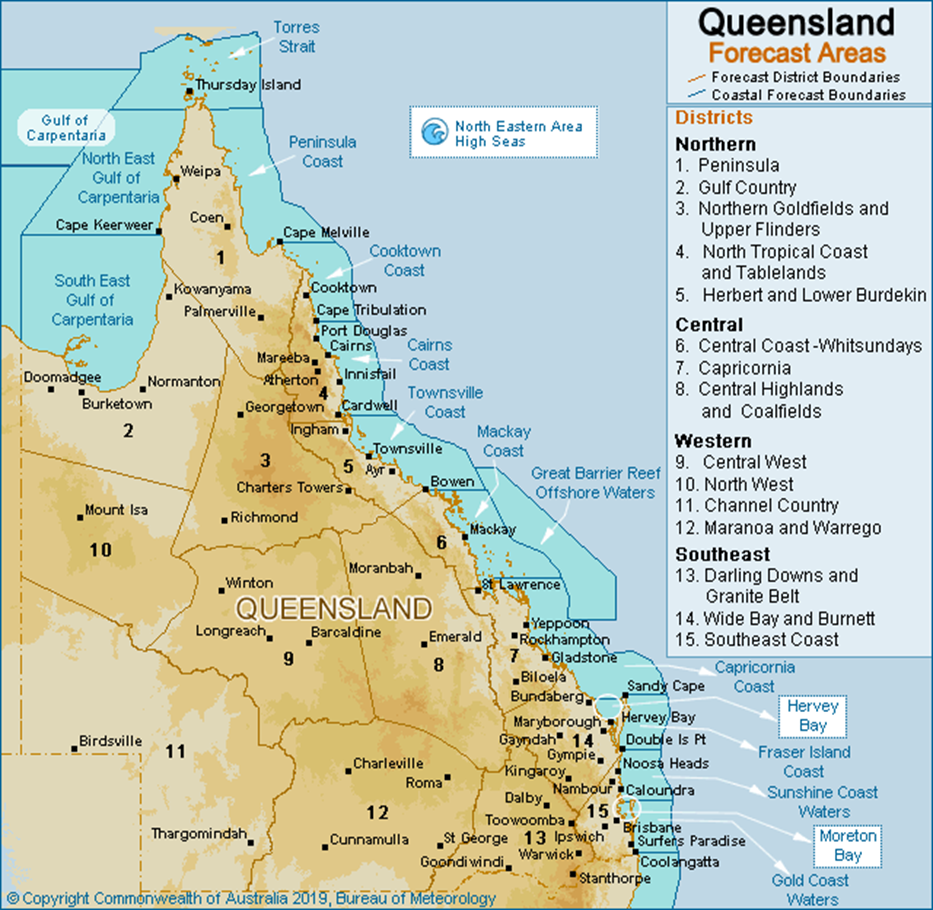 Queensland
Forecast Areas
Forecast District Boundaries
Coastal Forecast Boundaries
Districts
Northern
1. Peninsula
2. Gulf Country
3. Northern Goldfields and
Upper Flinders
4. North Tropical Coast
and Tablelands
5. Herbert and Lower Burdekin
Central
6. Central Coast -Whitsundays
7. Capricornia
8. Central Highlands
and Coalfields
Western
9. Central West
10. North West
11. Channel Country
12. Maranoa and Warrego
Southeast
13. Darling Downs and
Granite Belt
14. Wide Bay and Burnett
15. Southeast Coast
Torres
Strait
Thursday Island
Gulf of
Carpentaria
North Eastern Area
High Seas
Peninsula
Coast
North East
Gulf of
Carpentaria
Weipa
Coen
Cape Keerweer
Cape Melville
1
Cooktown
Coast
South East
Gulf of
Carpentaria
Kowanyama
Cooktown
Palmerville
Cape Tribulation
Port Douglas
Cairns
Cairns
Coast
Mareeba
Atherton
Innisfail
4
Doomadgee
Normanton
Burketown
Georgetown
Cardwell
Townsville
Coast
2
Ingham
Mackay
Coast
Townsville
3
5
Ayr
Great Barrier Reef
Offshore Waters
Charters Towers
Bowen
Mount Isa
Richmond
Mackay
10
6
Moranbah
Winton
St Lawrence
QUEENSLAND
Yeppoon
Longreach
Barcaldine
Emerald
Rockhampton
9
8
7
Gladstone
Capricornia
Coast
Biloela
Sandy Cape
Bundaberg
Hervey
Bay
Maryborough
Hervey Bay
Birdsville
11
Gayndah
14
Double Is Pt
Fraser Island
Coast
Gympie
Charleville
Noosa Heads
Roma
Kingaroy
Nambour
Caloundra
Sunshine Coast
Waters
Dalby
12
15
Toowoomba
Brisbane
Thargomindah
Cunnamulla
St George
13
Ipswich
Surfers Paradise
Moreton
Bay
Goondiwindi
Warwick
Coolangatta
Stanthorpe
Gold Coast
Waters
© Copyright Commonwealth of Australia 2019, Bureau of Meteorology